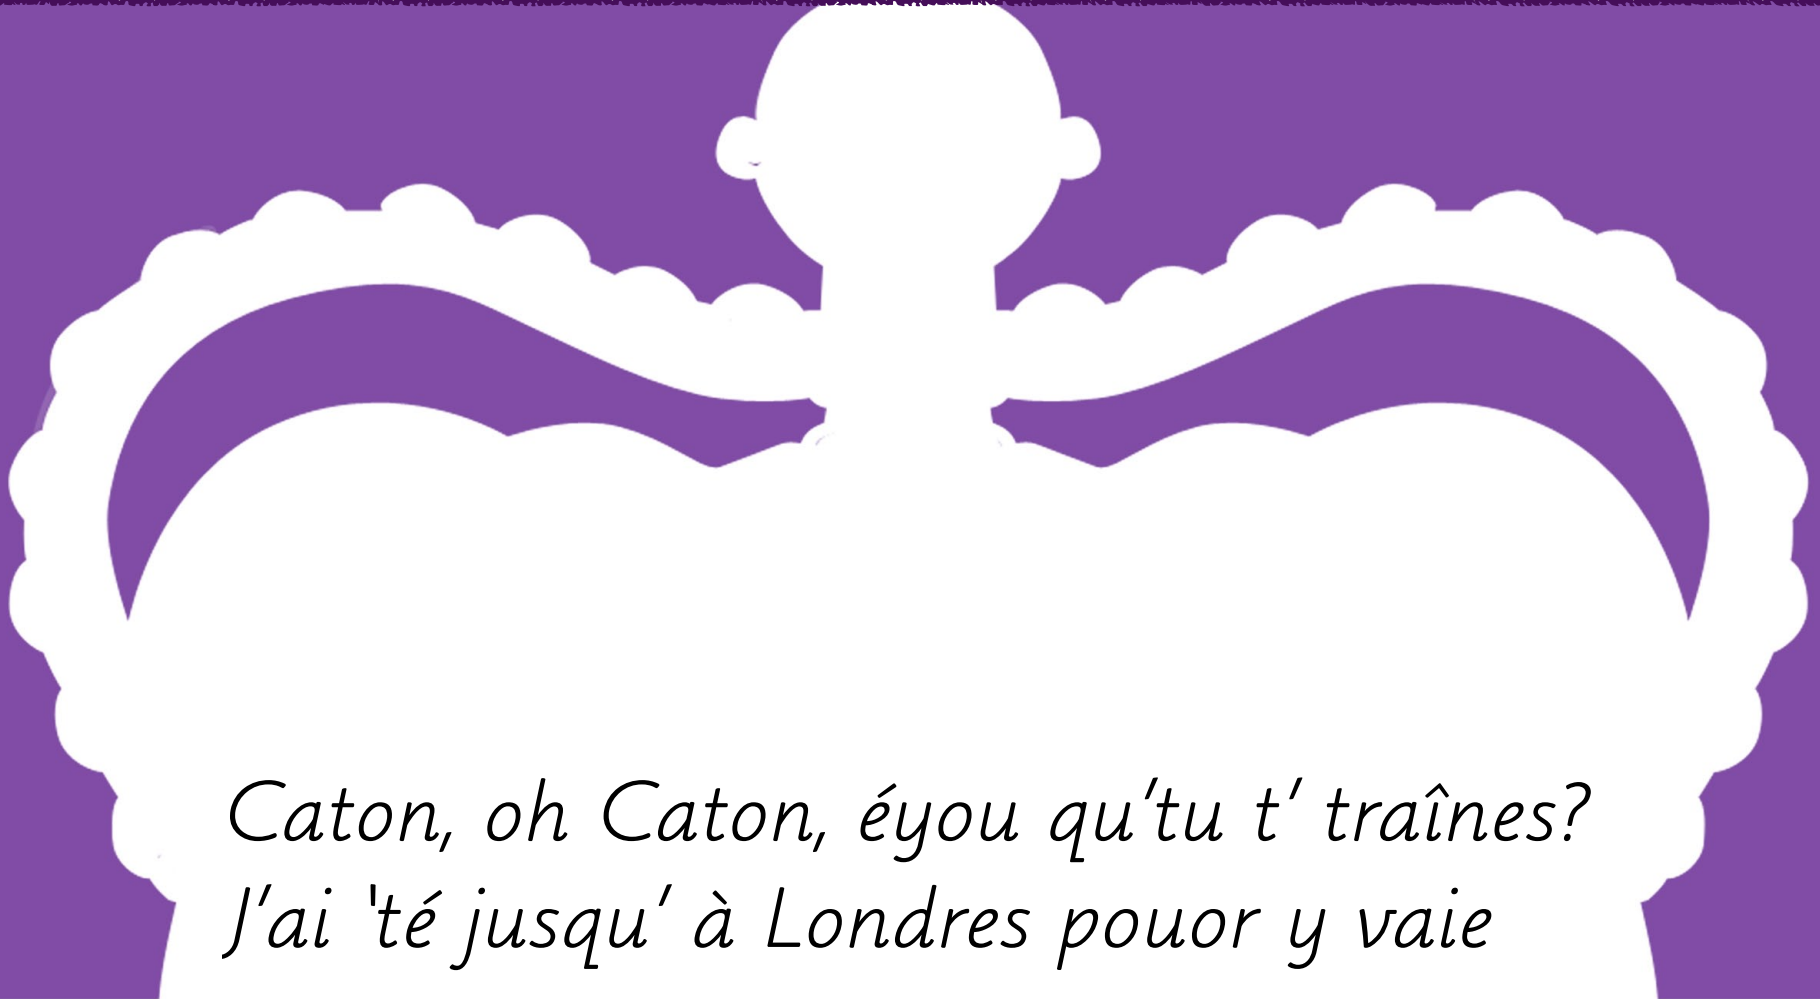 Caton, oh Caton, éyou qu’tu t’ traînes?
J’ai ‘té jusqu’ à Londres pouor y vaie